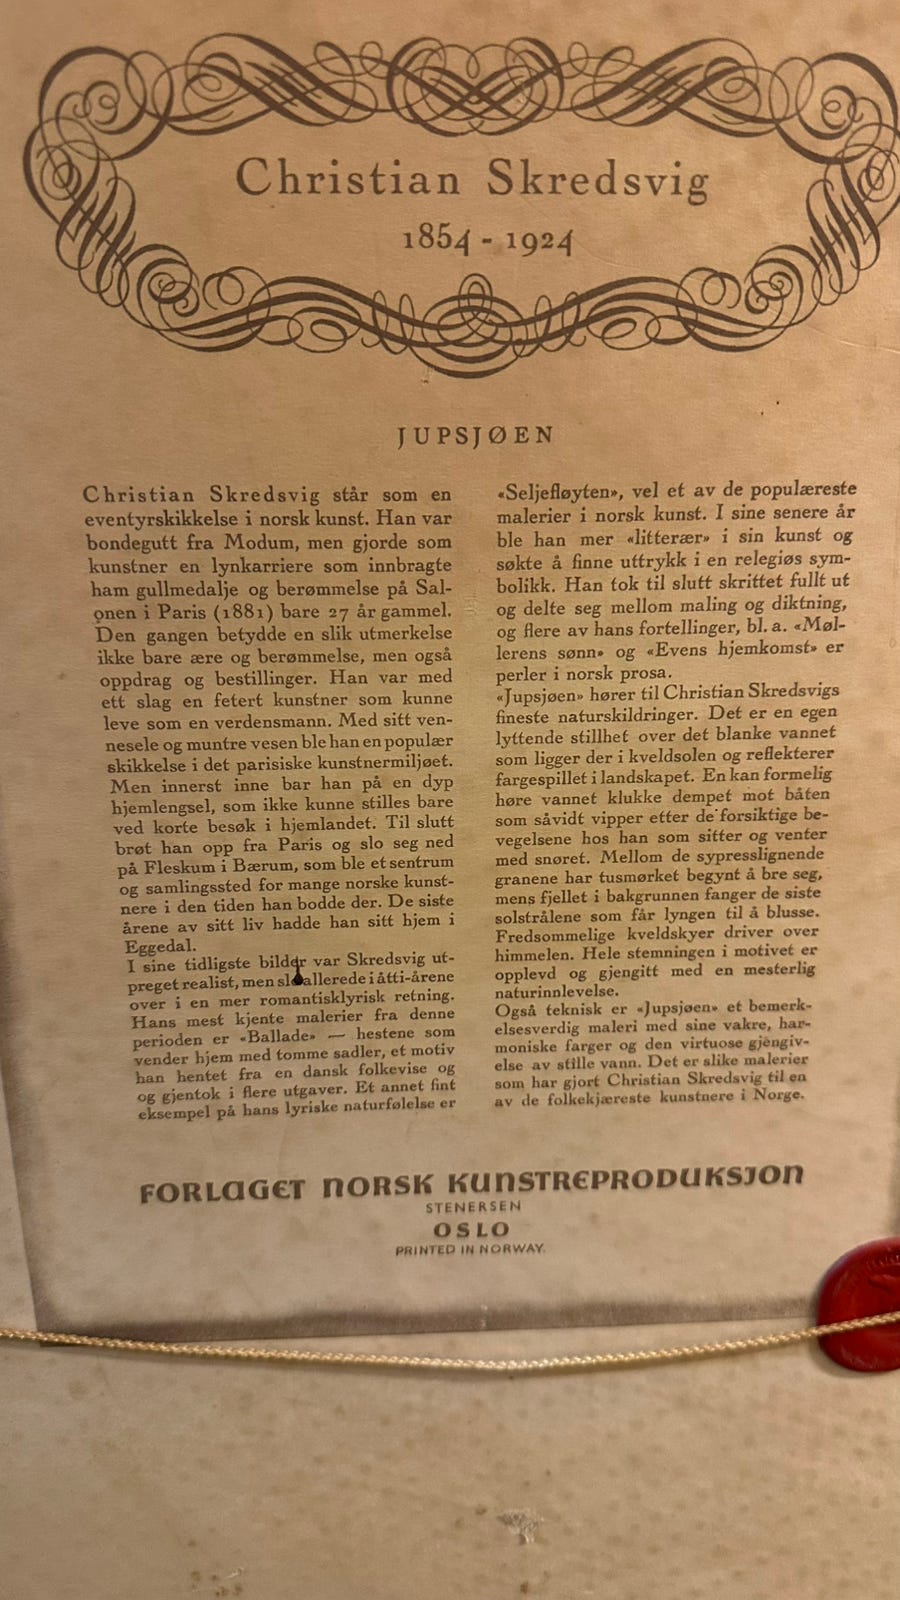 Christian Skredsvig
1854 - 1924
JUPSJØEN
Christian Skredsvig står som en
eventyrskikkelse i norsk kunst. Han var
bondegutt fra Modum, men gjorde som
kunstner en lynkarriere som innbragte
ham gullmedalje og berømmelse på Sal-
onen i Paris (1881) bare 27 år gammel.
Den gangen betydde en slik utmerkelse
ikke bare ære og berømmelse, men også
oppdrag og bestillinger. Han var med
ett slag en fetert kunstner som kunne
leve som en verdensmann. Med sitt ven-
nesele og muntre vesen ble han en populær
skikkelse i det parisiske kunstnermiljøet.
Men innerst inne bar han på en dyp
hjemlengsel, som ikke kunne stilles bare
ved korte besøk i hjemlandet. Til slutt
brøt han opp fra Paris og slo seg ned
på Fleskum i Bærum, som ble et sentrum
og samlingssted for mange norske kunst-
nere i den tiden han bodde der. De siste
årene av sitt liv hadde han sitt hjem i
Eggedal.
I sine tidligste bilder var Skredsvig ut-
preget realist, men allerede i åtti-årene
over i en mer romantisklyrisk retning.
Hans mest kjente malerier fra denne
perioden er «Ballade» — hestene som
vender hjem med tomme sadler, et motiv
han hentet fra en dansk folkevise og
og gjentok i flere utgaver. Et annet fint
eksempel på hans lyriske naturfølelse er
«Seljefløyten», vel et av de populæreste
malerier i norsk kunst. I sine senere år
ble han mer «litterær» i sin kunst og
søkte å finne uttrykk i en relegiøs sym-
bolikk. Han tok til slutt skrittet fullt ut
og delte seg mellom maling og diktning,
og flere av hans fortellinger, bl. a. «Møl-
lerens sønn» og «Evens hjemkomst» er
perler i norsk prosa.
«Jupsjøen» hører til Christian Skredsvigs
fineste naturskildringer. Det er en egen
lyttende stillhet over det blanke vannet
som ligger der i kveldsolen og reflekterer
fargespillet i landskapet. En kan formelig
høre vannet klukke dempet mot båten
som såvidt vipper etter de forsiktige be-
vegelsene hos han som sitter og venter
med snøret. Mellom de sypresslignende
granene har tusmørket begynt å bre seg,
mens fjellet i bakgrunnen fanger de siste
solstrålene som får lyngen til å blusse.
Fredsommelige kveldskyer driver over
himmelen. Hele stemningen i motivet er
opplevd og gjengitt med en mesterlig
naturinnlevelse.
Også teknisk er «Jupsjøen» et bemerk-
elsesverdig maleri med sine vakre, har-
moniske farger og den virtuose gjengiv-
else av stille vann. Det er slike malerier
som har gjort Christian Skredsvig til en
av de folkekjæreste kunstnere i Norge.
FORLAGET NORSK KUNSTREPRODUKSJON
STENERSEN
OSLO
PRINTED IN NORWAY.